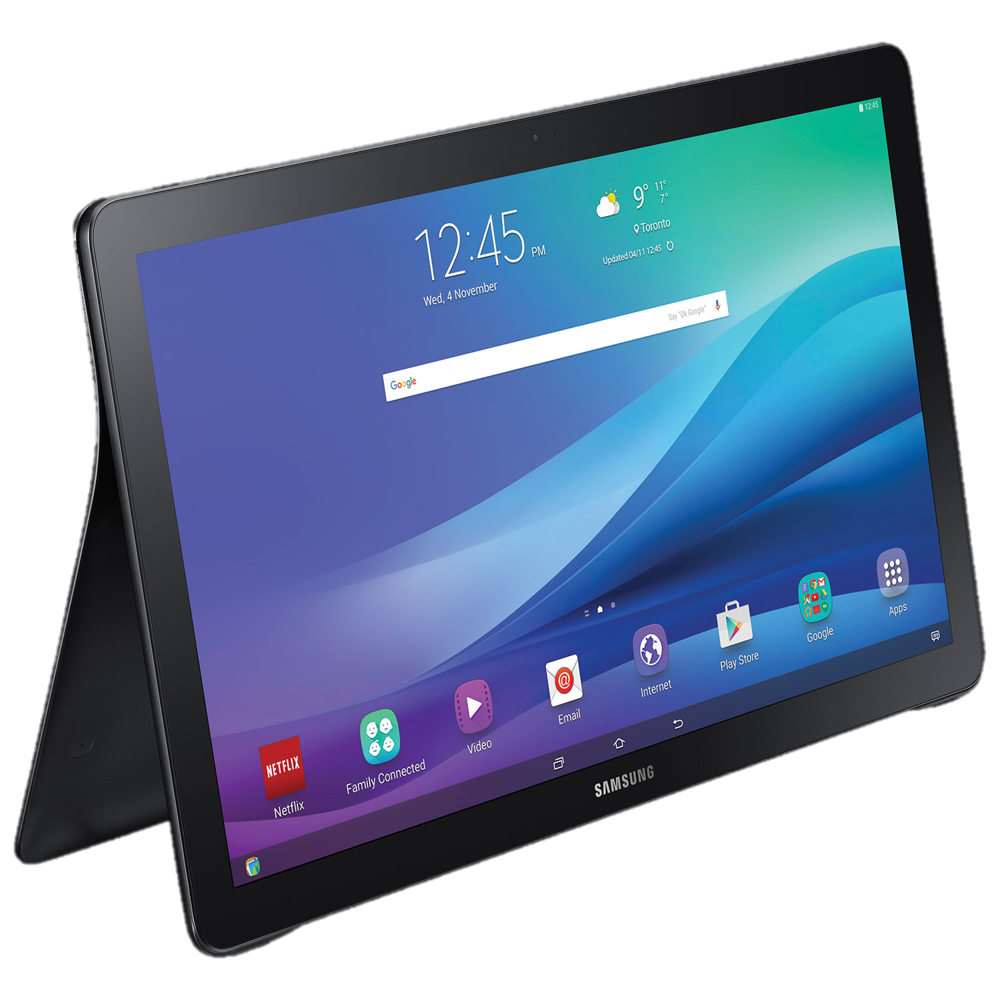 12:45
12:45 PM
Wed, 4 November
9° 11°
7°
Toronto
Updated 04/11 12:45
Google
Say "Ok Google"
NETFLIX
Netflix
Family Connected
Video
@
Email
Internet
Play Store
Google
Apps
SAMSUNG